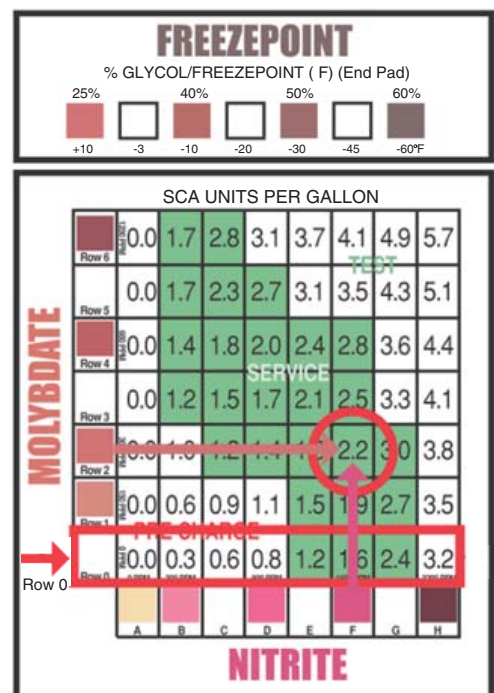 FREEZEPOINT
% GLYCOL/FREEZEPOINT ( F) (End Pad)
25% 40% 50% 60%
+10 -3 -10 -20 -30 -45 -60ºF
SCA UNITS PER GALLON
Row 6 0.0 1.7 2.8 3.1 3.7 4.1 4.9 5.7
TEST
Row 5 0.0 1.7 2.3 2.7 3.1 3.5 4.3 5.1
Row 4 0.0 1.4 1.8 2.0 2.4 2.8 3.6 4.4
SERVICE
Row 3 0.0 1.2 1.5 1.7 2.1 2.5 3.3 4.1
Row 2 2.2 3.0 3.8
Row 1 0.0 0.6 0.9 1.1 1.5 1.9 2.7 3.5
PRE CHARGE
Row 0 0.0 0.3 0.6 0.8 1.2 1.6 2.4 3.2
Row 0
A B C D E F G H
MOLYBDATE
NITRITE